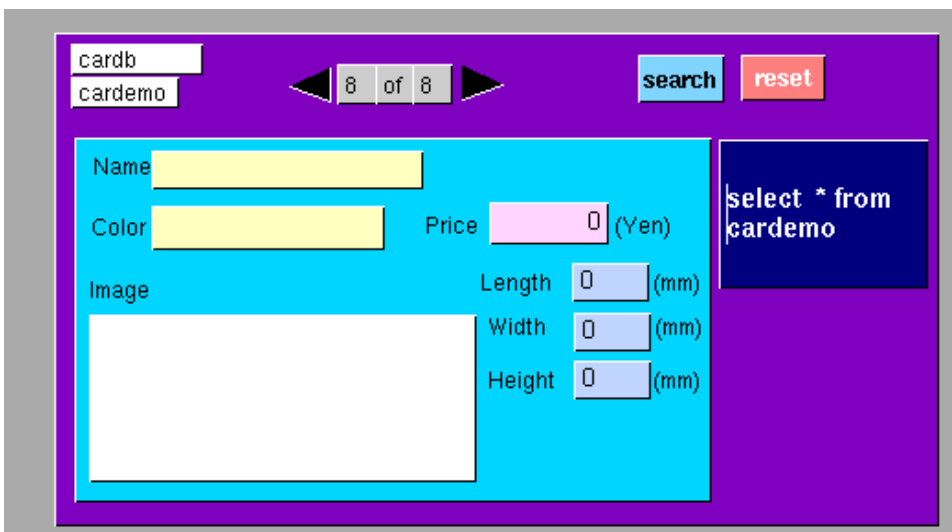 cardb
cardemo
8 of 8
search
reset
Name
Color
Price 0 (Yen)
Image
Length 0 (mm)
Width 0 (mm)
Height 0 (mm)
select * from
cardemo